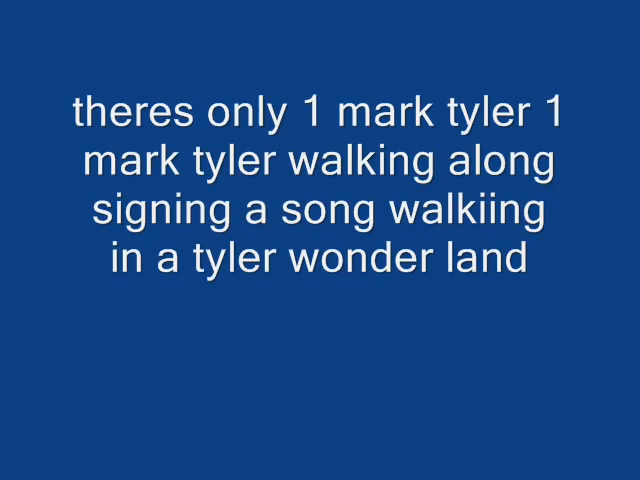 theres only 1 mark tyler 1
mark tyler walking along
signing a song walkiing
in a tyler wonder land